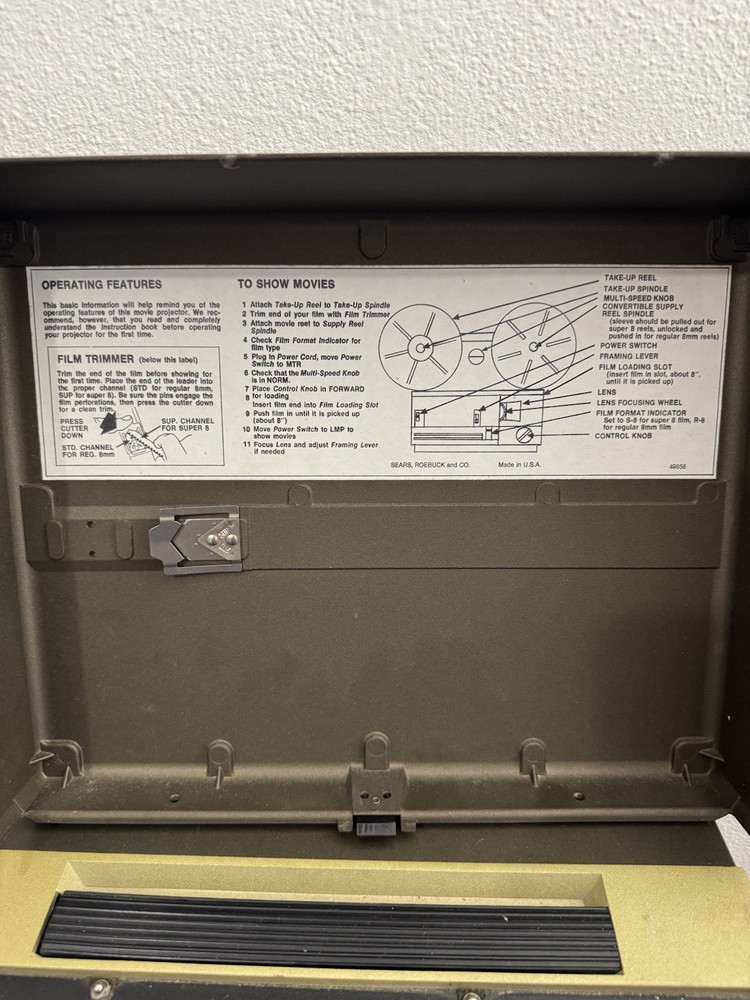 OPERATING FEATURES
This basic information will help remind you of the
operating features of this movie projector. We rec-
ommend, however, that you read and completely
understand the instruction book before operating
your projector for the first time.
FILM TRIMMER (below this label)
Trim the end of the film before showing for
the first time. Place the end of the leader into
the proper channel (STD for regular 8mm,
SUP for super 8). Be sure the pins engage the
film perforations, then press the cutter down
for a clean trim.
PRESS
CUTTER
DOWN
SUP. CHANNEL
FOR SUPER 8
STD. CHANNEL
FOR REG. 8mm
TO SHOW MOVIES
1 Attach Take-Up Reel to Take-Up Spindle
2 Trim end of your film with Film Trimmer
3 Attach movie reel to Supply Reel
Spindle
4 Check Film Format Indicator for
film type
5 Plug in Power Cord, move Power
Switch to MTR
6 Check that the Multi-Speed Knob
is in NORM.
7 Place Control Knob in FORWARD
8 for loading
Insert film end into Film Loading Slot
9 Push film in until it is picked up
(about 8")
10 Move Power Switch to LMP to
show movies
11 Focus Lens and adjust Framing Lever
if needed
TAKE-UP REEL
TAKE-UP SPINDLE
MULTI-SPEED KNOB
CONVERTIBLE SUPPLY
REEL SPINDLE
(sleeve should be pulled out for
super 8 reels, unlocked and
pushed in for regular 8mm reels)
POWER SWITCH
FRAMING LEVER
FILM LOADING SLOT
(insert film in slot, about 8",
until it is picked up)
LENS
LENS FOCUSING WHEEL
FILM FORMAT INDICATOR
Set to S-8 for super 8 film, R-8
for regular 8mm film
CONTROL KNOB
SEARS, ROEBUCK and CO. Made in U.S.A. 49658